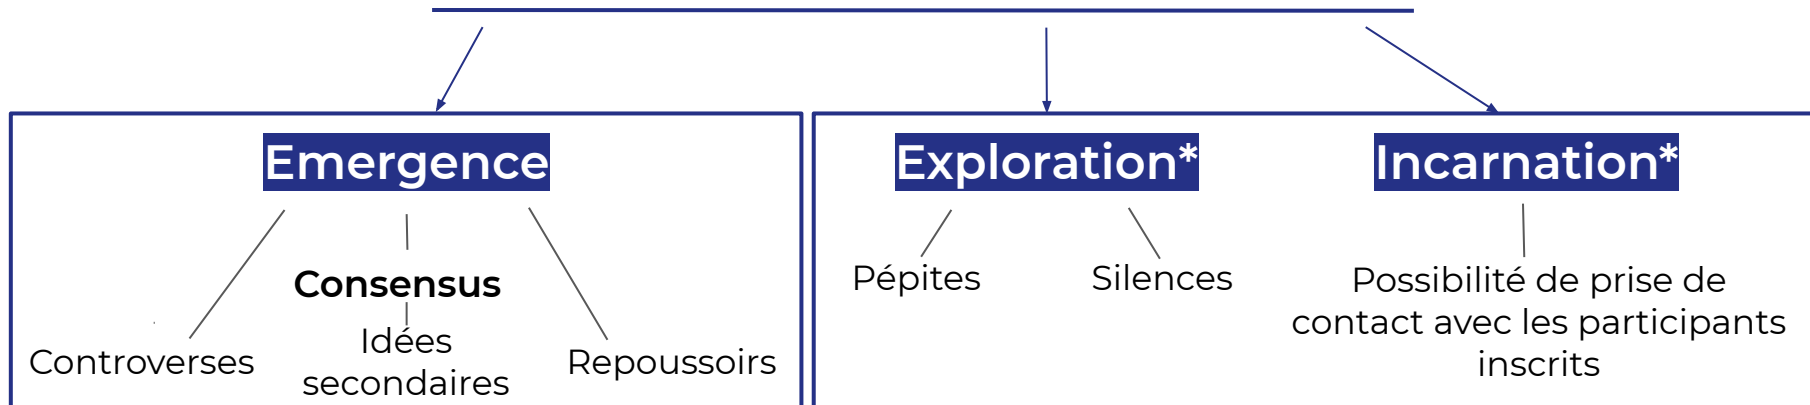 Emergence
Exploration*
Incarnation*
Consensus
Idées
secondaires
Controverses
Repoussoirs
Pépites
Silences
Possibilité de prise de
contact avec les participants
inscrits